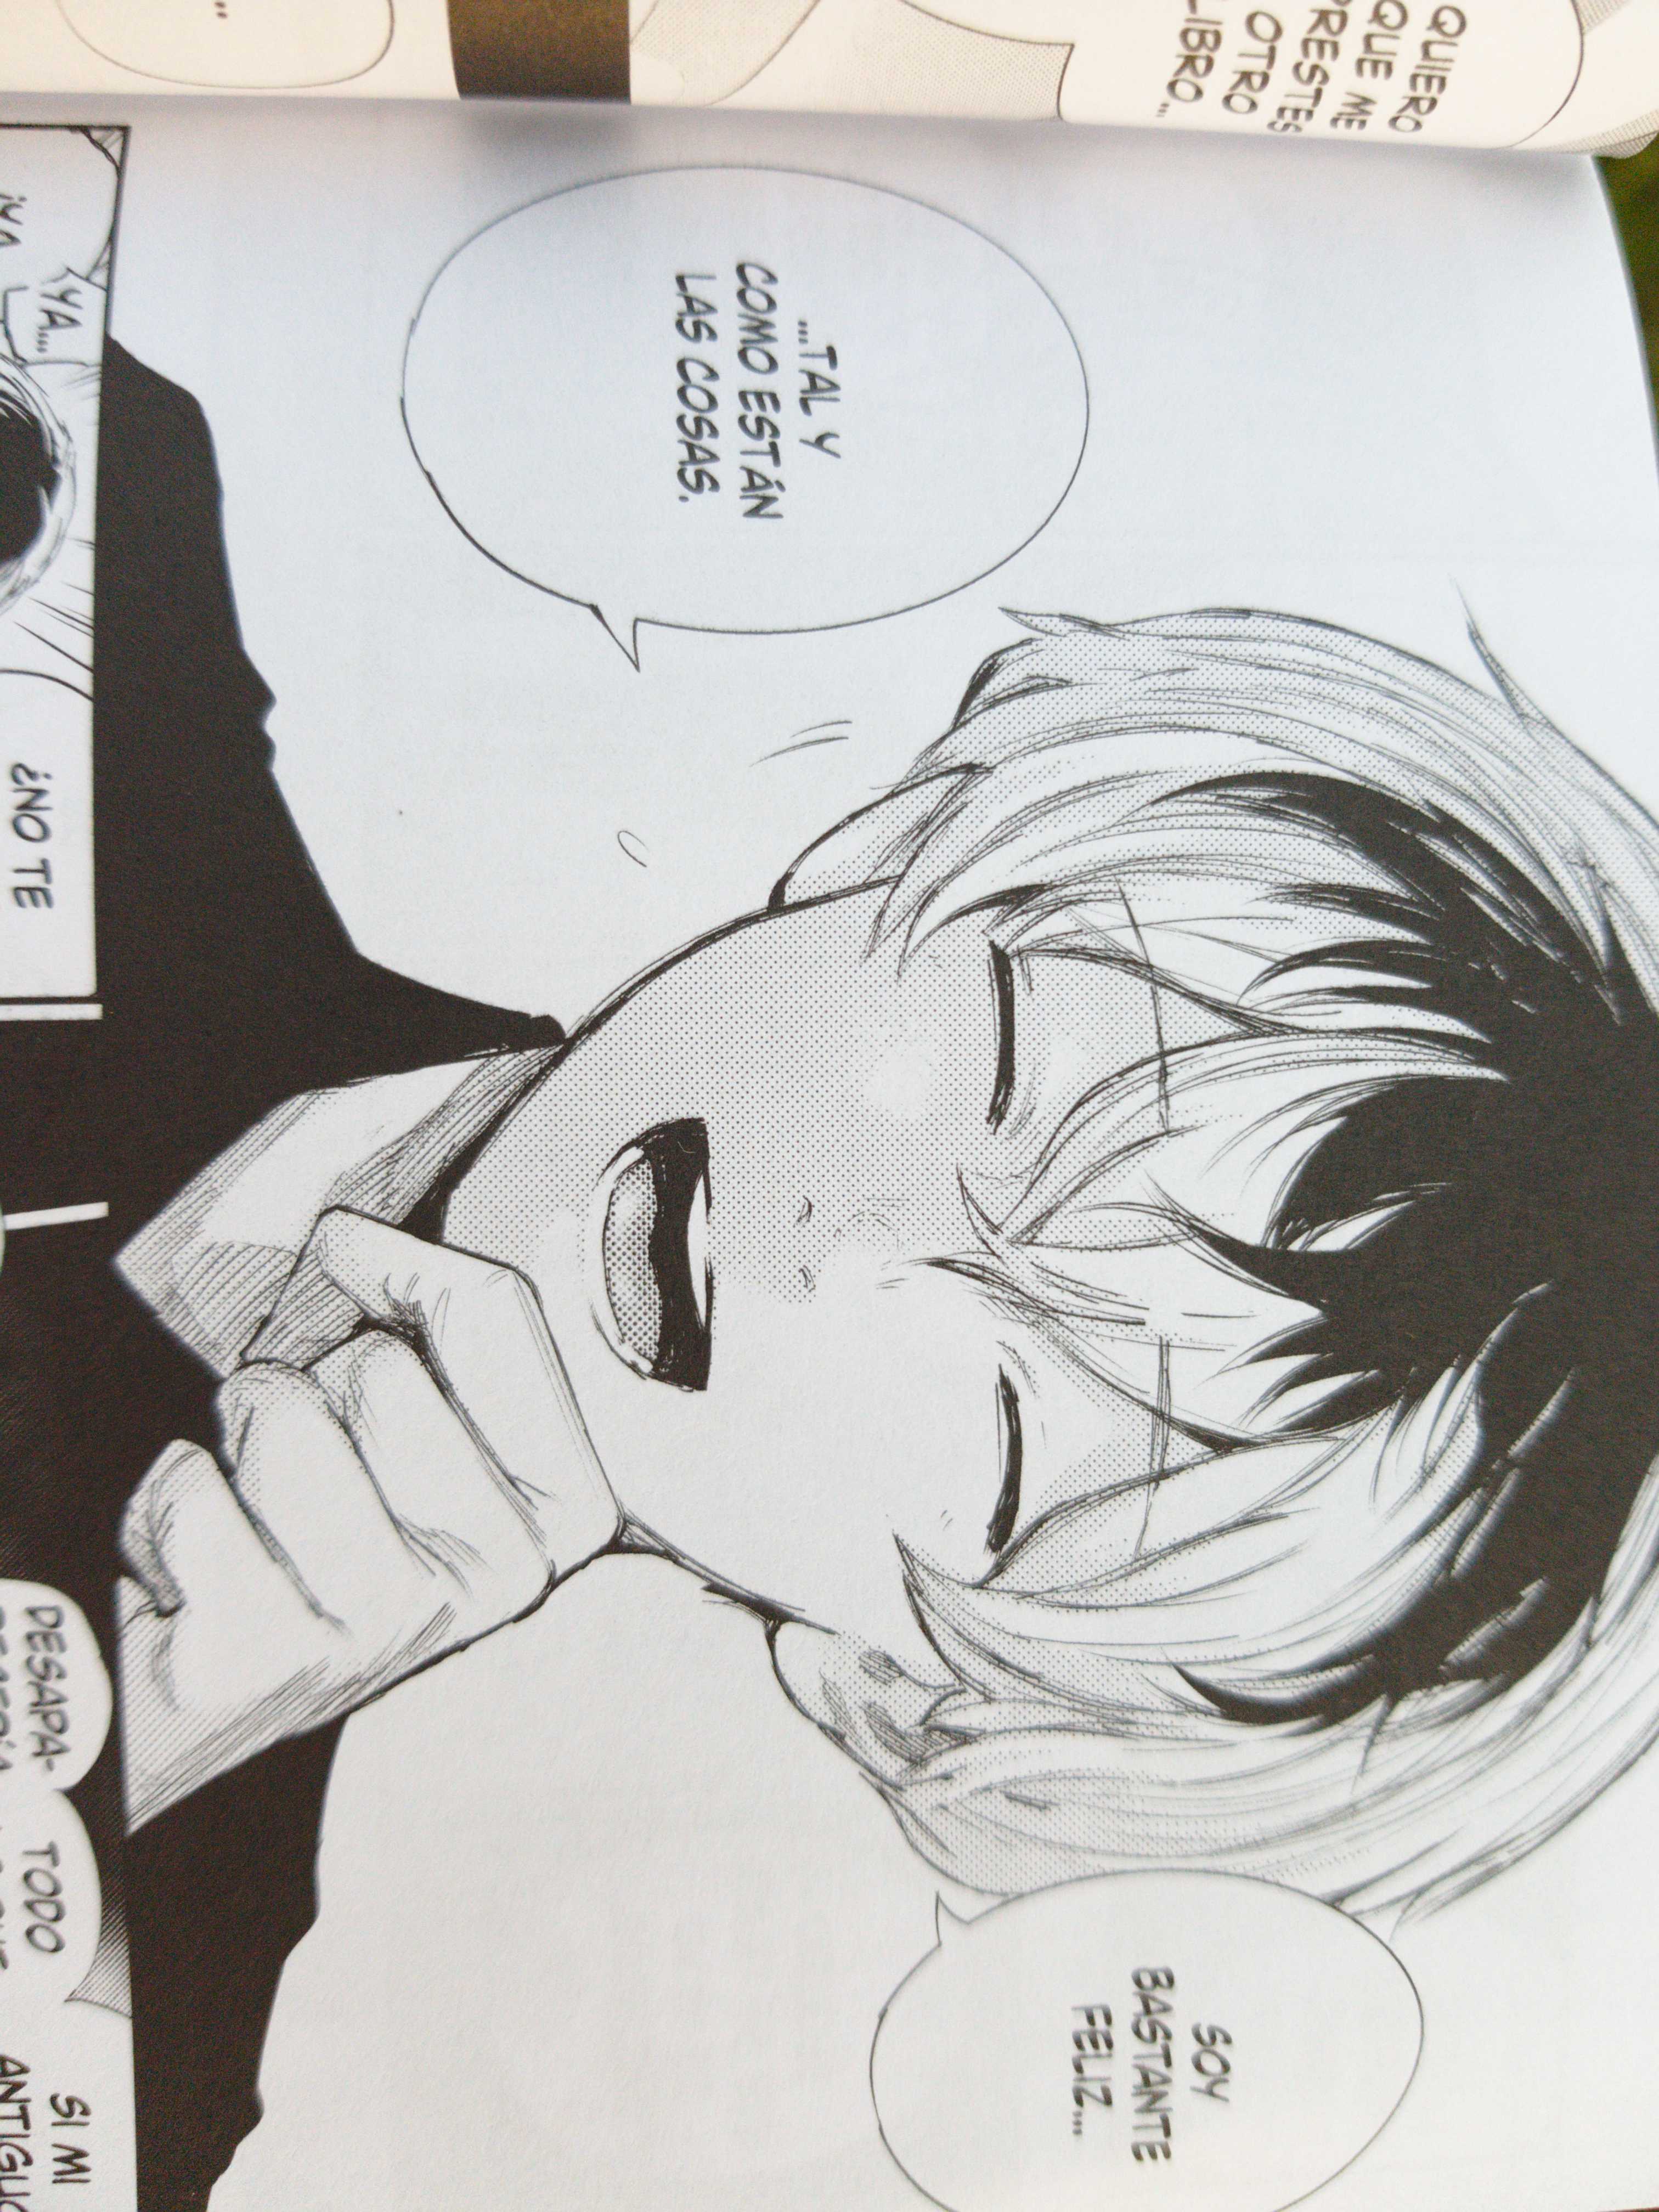 QUIERO
QUE ME
PRESTES
OTRO
LIBRO...
SOY
BASTANTE
FELIZ...
...TAL Y
COMO ESTÁN
LAS COSAS.
SI MI
TODO
DESAPA-
¿NO TE
YA...